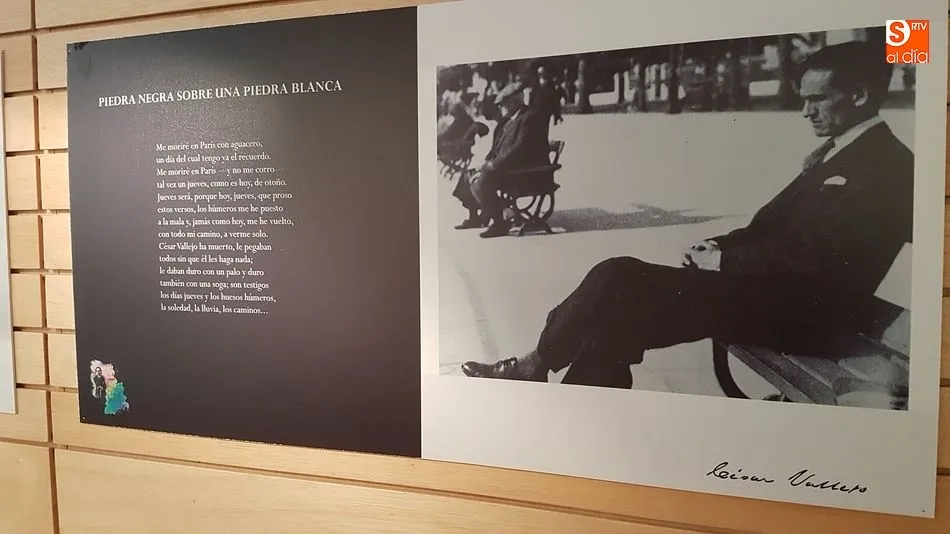 PIEDRA NEGRA SOBRE UNA PIEDRA BLANCA
Me moriré en París con aguacero,
un día del cual tengo ya el recuerdo.
Me moriré en París — y no me corro
tal vez un jueves, como es hoy, de otoño.
Jueves será, porque hoy, jueves, que proso
estos versos, los húmeros me he puesto
a la mala y, jamás como hoy, me he vuelto,
con todo mi camino, a verme solo.
César Vallejo ha muerto, le pegaban
todos sin que él les haga nada;
le daban duro con un palo y duro
también con una soga; son testigos
los días jueves y los huesos húmeros,
la soledad, la lluvia, los caminos...
César Vallejo
S RTV
al día